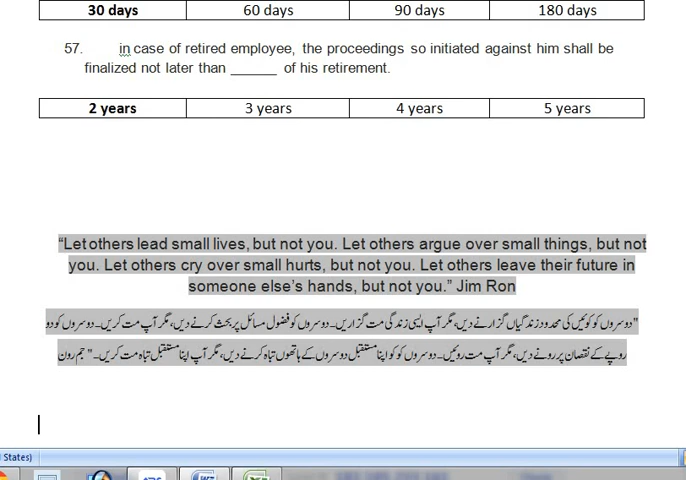 30 days 60 days 90 days 180 days
57. in case of retired employee, the proceedings so initiated against him shall be
finalized not later than ______ of his retirement.
2 years 3 years 4 years 5 years
“Let others lead small lives, but not you. Let others argue over small things, but not
you. Let others cry over small hurts, but not you. Let others leave their future in
someone else’s hands, but not you.” Jim Ron
"دوسروں کو کوئیں کی محدود زندگیاں گزارنے دیں، مگر آپ ایسی زندگی مت گزاریں۔ دوسروں کو فضول مسائل پر بحث کرنے دیں، مگر آپ مت کریں۔ دوسروں کو دو
روپے کے نقصان پر رونے دیں، مگر آپ مت روئیں۔ دوسروں کو کو اپنا مستقبل دوسروں کے ہاتھوں تباہ کرنے دیں، مگر آپ اپنا مستقبل تباہ مت کریں۔" جم رون
States)